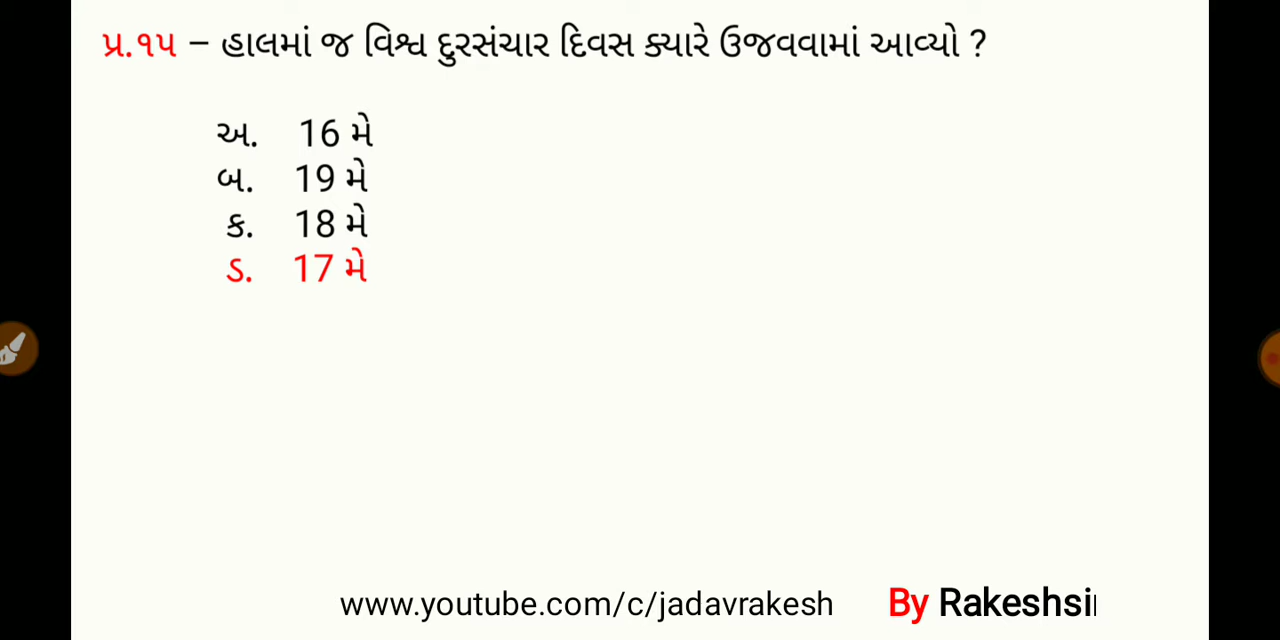 પ્ર.૧૫ – હાલમાં જ વિશ્વ દુરસંચાર દિવસ ક્યારે ઉજવવામાં આવ્યો ?
અ. 16 મે
બ. 19 મે
ક. 18 મે
ડ. 17 મે
www.youtube.com/c/jadavrakesh By Rakeshsi